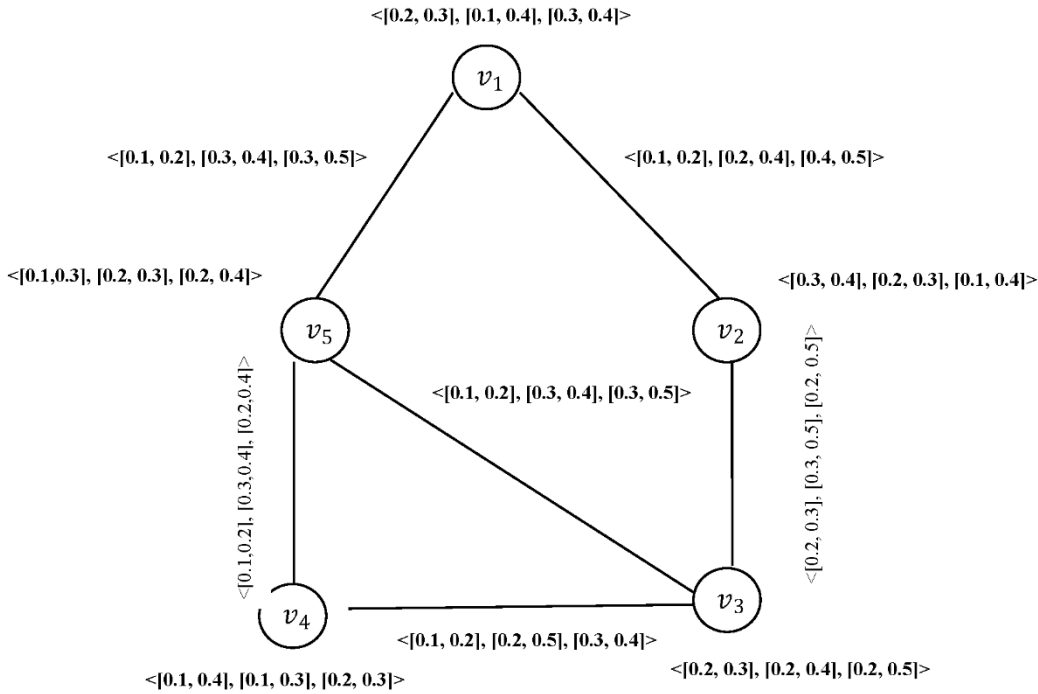 <[0.2, 0.3], [0.1, 0.4], [0.3, 0.4]>
v₁
<[0.1, 0.2], [0.3, 0.4], [0.3, 0.5]>
<[0.1, 0.2], [0.2, 0.4], [0.4, 0.5]>
<[0.1,0.3], [0.2, 0.3], [0.2, 0.4]>
<[0.3, 0.4], [0.2, 0.3], [0.1, 0.4]>
v₅
v₂
<[0.1,0.2], [0.3,0.4], [0.2,0.4]>
<[0.1, 0.2], [0.3, 0.4], [0.3, 0.5]>
<[0.2, 0.3], [0.3, 0.5], [0.2, 0.5]>
v₄
v₃
<[0.1, 0.2], [0.2, 0.5], [0.3, 0.4]>
<[0.1, 0.4], [0.1, 0.3], [0.2, 0.3]>
<[0.2, 0.3], [0.2, 0.4], [0.2, 0.5]>